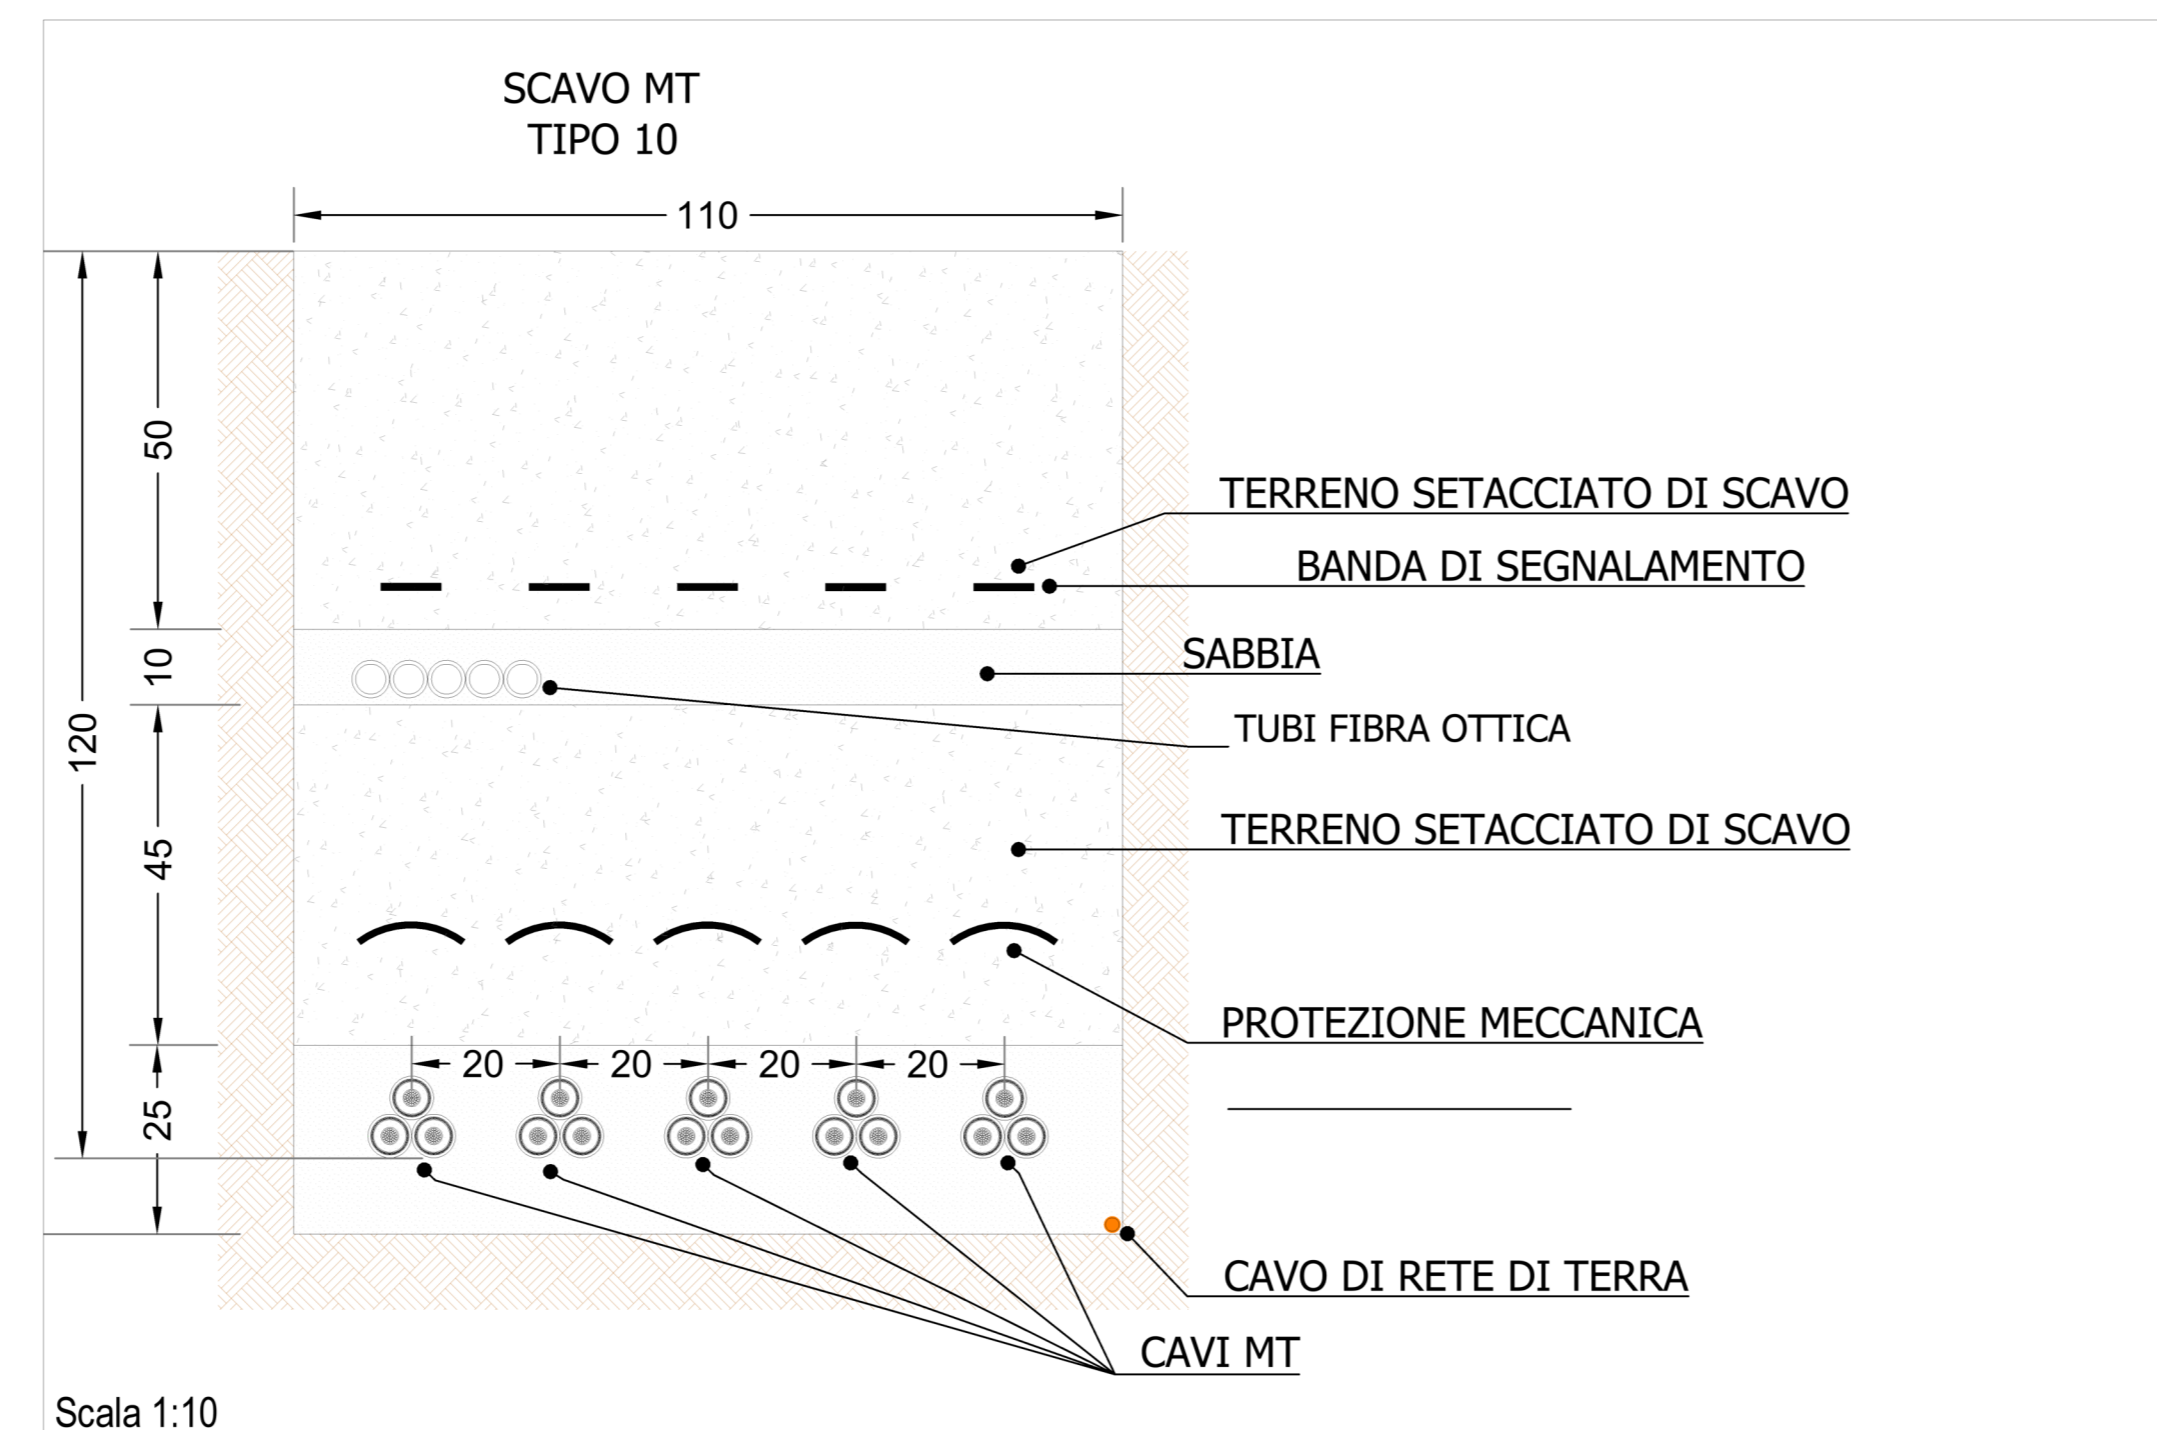 SCAVO MT
TIPO 10
110
50
TERRENO SETACCIATO DI SCAVO
BANDA DI SEGNALAMENTO
SABBIA
10
TUBI FIBRA OTTICA
120
TERRENO SETACCIATO DI SCAVO
45
PROTEZIONE MECCANICA
20 20 20 20
25
CAVO DI RETE DI TERRA
CAVI MT
Scala 1:10